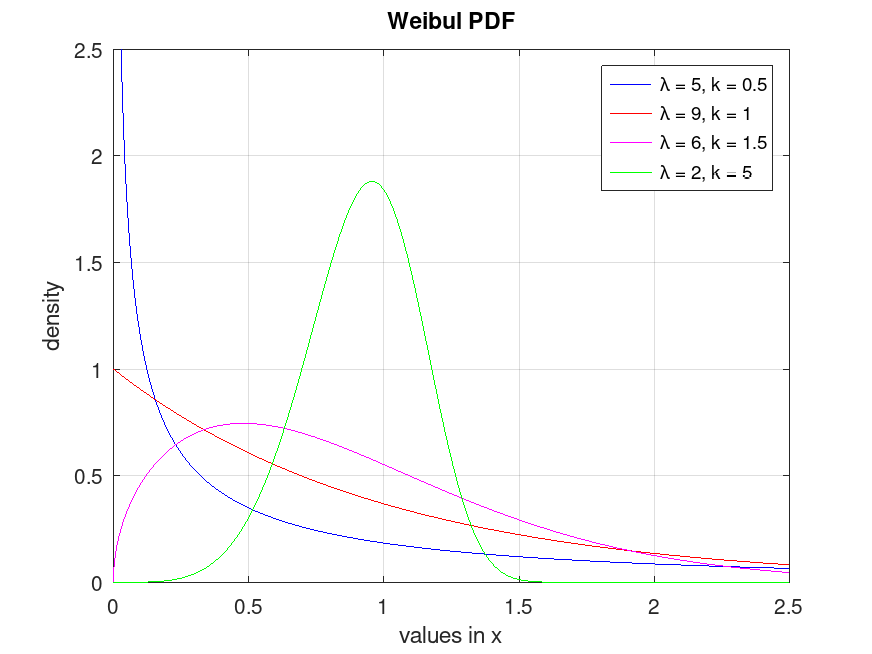 Weibul PDF
2.5
2
1.5
1
0.5
0
density
0 0.5 1 1.5 2 2.5
values in x
λ = 5, k = 0.5
λ = 9, k = 1
λ = 6, k = 1.5
λ = 2, k = 5